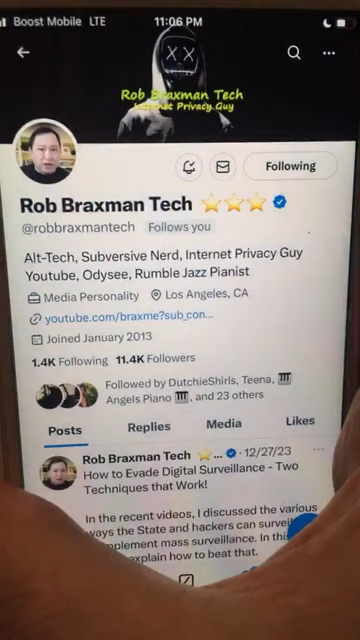 Boost Mobile LTE 11:06 PM
Rob Braxman Tech
Internet Privacy Guy
Following
Rob Braxman Tech
@robbraxmantech Follows you
Alt-Tech, Subversive Nerd, Internet Privacy Guy
Youtube, Odysee, Rumble Jazz Pianist
Media Personality Los Angeles, CA
youtube.com/braxme?sub_con...
Joined January 2013
1.4K Following 11.4K Followers
Followed by DutchieShirls, Teena,
Angels Piano , and 23 others
Posts Replies Media Likes
Rob Braxman Tech ... · 12/27/23 ...
How to Evade Digital Surveillance - Two
Techniques that Work!
In the recent videos, I discussed the various
ways the State and hackers can
mass surveillance. In this
explain how to beat that.